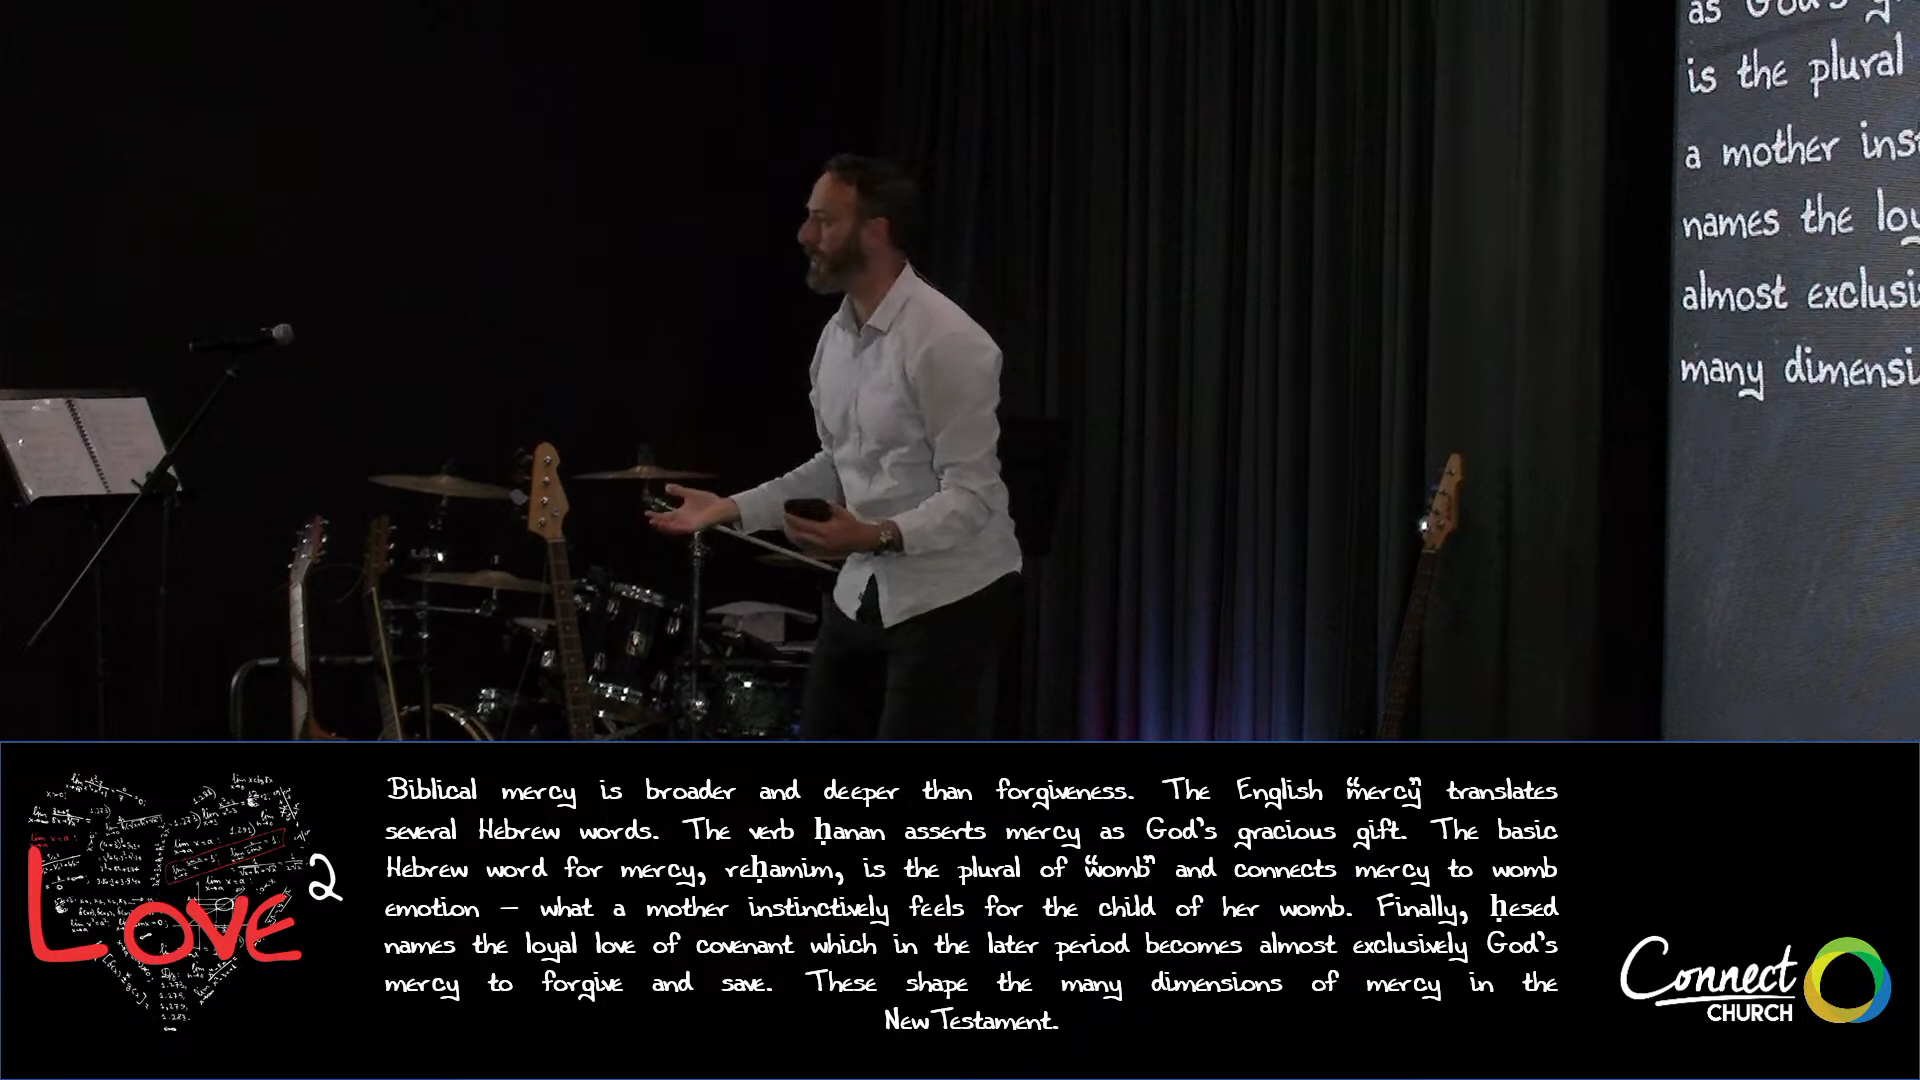 as God's g
is the plural
a mother inst
names the loy
almost exclusi
many dimensi
Biblical mercy is broader and deeper than forgiveness. The English “mercy” translates
several Hebrew words. The verb ḥanan asserts mercy as God's gracious gift. The basic
Hebrew word for mercy, reḥamim, is the plural of “womb” and connects mercy to womb
emotion – what a mother instinctively feels for the child of her womb. Finally, ḥesed
names the loyal love of covenant which in the later period becomes almost exclusively God's
mercy to forgive and save. These shape the many dimensions of mercy in the
New Testament.
LOVE 2
Connect
CHURCH